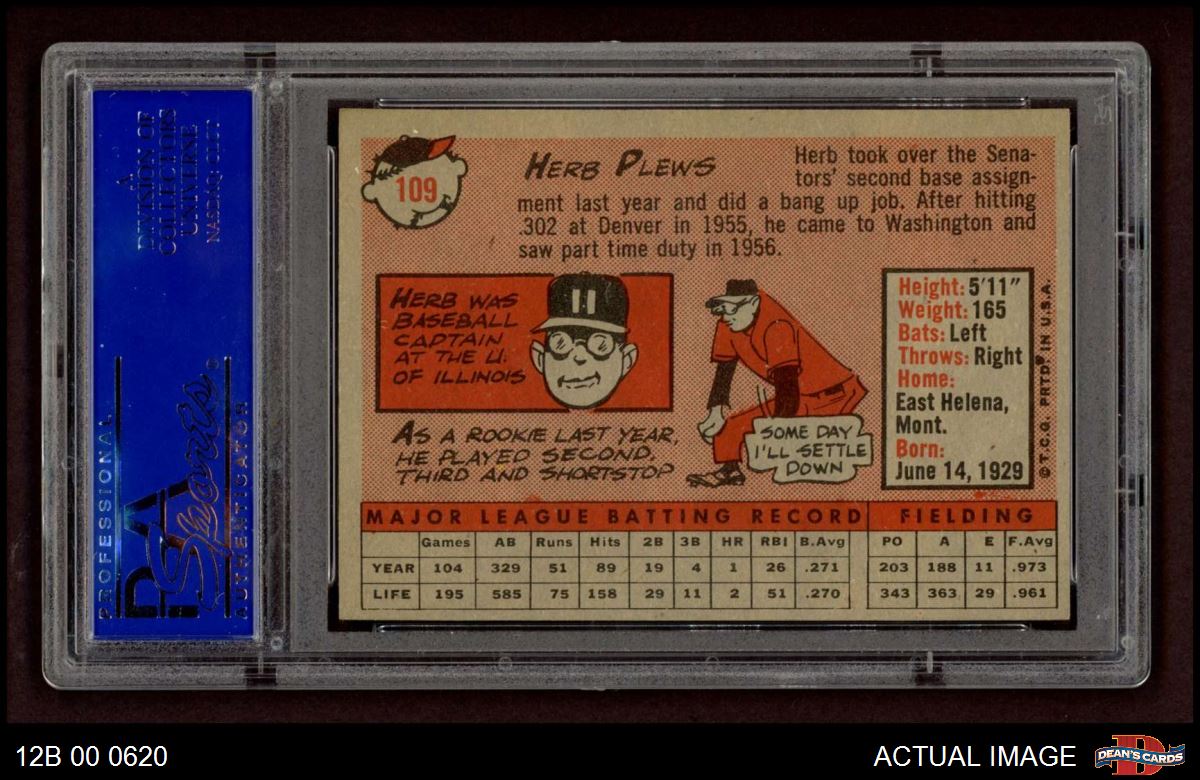 A
DIVISION OF
COLLECTORS
UNIVERSE
NASDAQ: CLCT
PROFESSIONAL
PSA
Sports
®
AUTHENTICATOR
109
HERB PLEWS
Herb took over the Sena-
tors' second base assign-
ment last year and did a bang up job. After hitting
.302 at Denver in 1955, he came to Washington and
saw part time duty in 1956.
HERB WAS
BASEBALL
CAPTAIN
AT THE U.
OF ILLINOIS
AS A ROOKIE LAST YEAR,
HE PLAYED SECOND,
THIRD AND SHORTSTOP
SOME DAY
I'LL SETTLE
DOWN
Height: 5'11"
Weight: 165
Bats: Left
Throws: Right
Home:
East Helena,
Mont.
Born:
June 14, 1929
© T.C.G. PRTD. IN U.S.A.
MAJOR LEAGUE BATTING RECORD FIELDING
Games AB Runs Hits 2B 3B HR RBI B.Avg PO A E F.Avg
YEAR 104 329 51 89 19 4 1 26 .271 203 188 11 .973
LIFE 195 585 75 158 29 11 2 51 .270 343 363 29 .961
12B 00 0620
ACTUAL IMAGE
DEAN'S CARDS